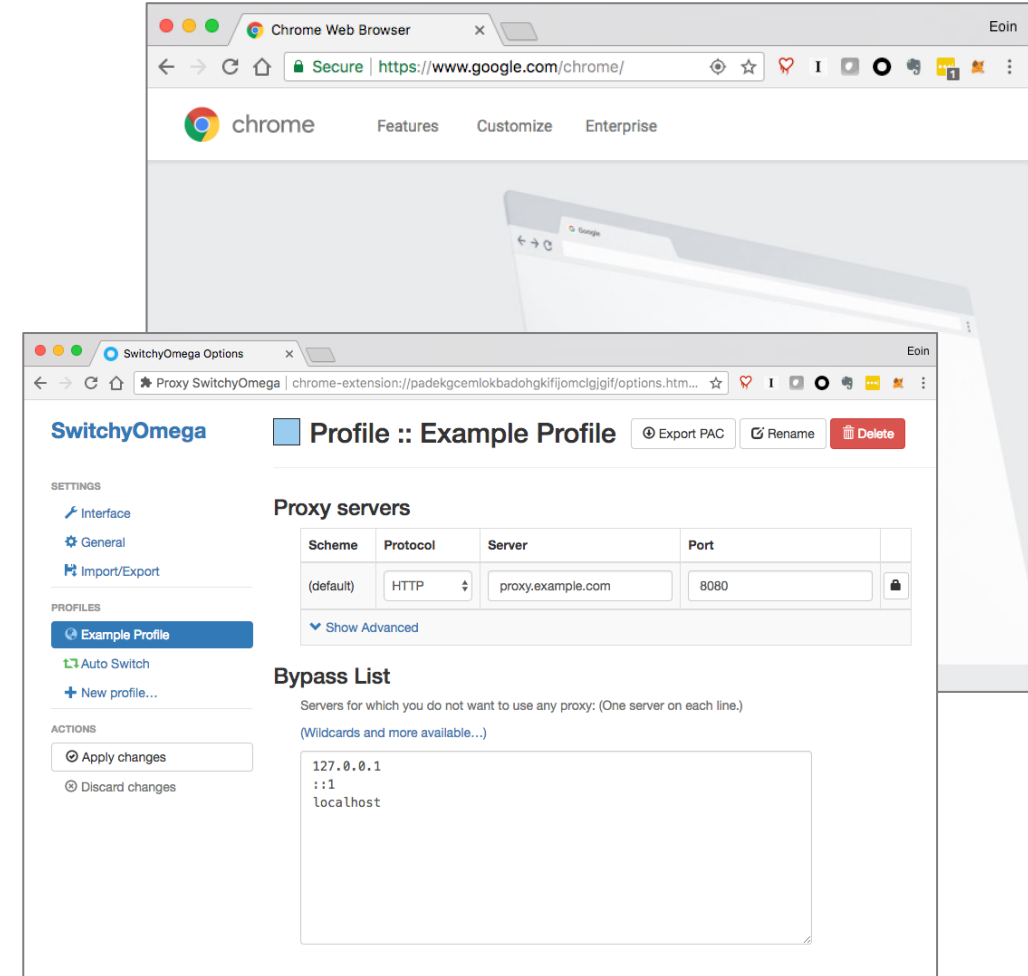 Chrome Web Browser
Eoin
Secure | https://www.google.com/chrome/
1
chrome Features Customize Enterprise
Google
SwitchyOmega Options
Eoin
Proxy SwitchyOmega | chrome-extension://padekgcemlokbadohgkifijomclgjgif/options.htm...
SwitchyOmega
Profile :: Example Profile
Export PAC
Rename
Delete
SETTINGS
Interface
General
Import/Export
PROFILES
Example Profile
Auto Switch
New profile...
ACTIONS
Apply changes
Discard changes
Proxy servers
Scheme Protocol Server Port
(default) HTTP proxy.example.com 8080
Show Advanced
Bypass List
Servers for which you do not want to use any proxy: (One server on each line.)
(Wildcards and more available...)
127.0.0.1
::1
localhost